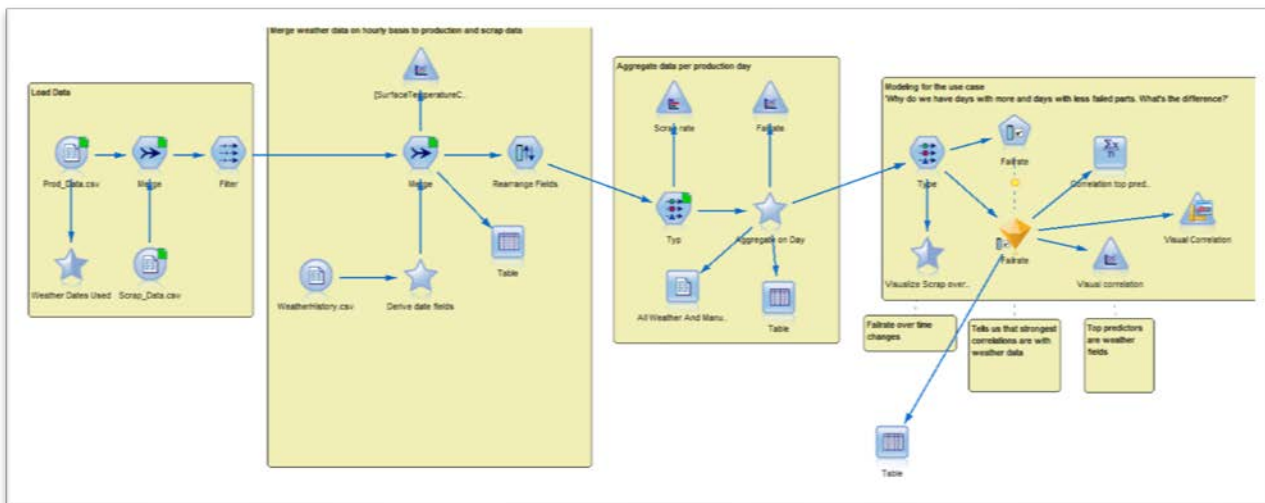 Merge weather data on hourly basis to production and scrap data
Load Data
Prod_Data.csv
Merge
Filter
Weather Dates Used
Scrap_Data.csv
[SurfaceTemperatureC...
Merge
Rearrange Fields
Table
WeatherHistory.csv
Derive date fields
Aggregate data per production day
Scrap rate
Failrate
Typ
Aggregate on Day
All Weather And Manu...
Table
Modeling for the use case
'Why do we have days with more and days with less failed parts. What's the difference?'
Type
Failrate
Correlation top pred...
Visual Correlation
Failrate
Visualize Scrap over...
Visual correlation
Failrate over time
changes
Tells us that strongest
correlations are with
weather data
Top predictors
are weather
fields
Table